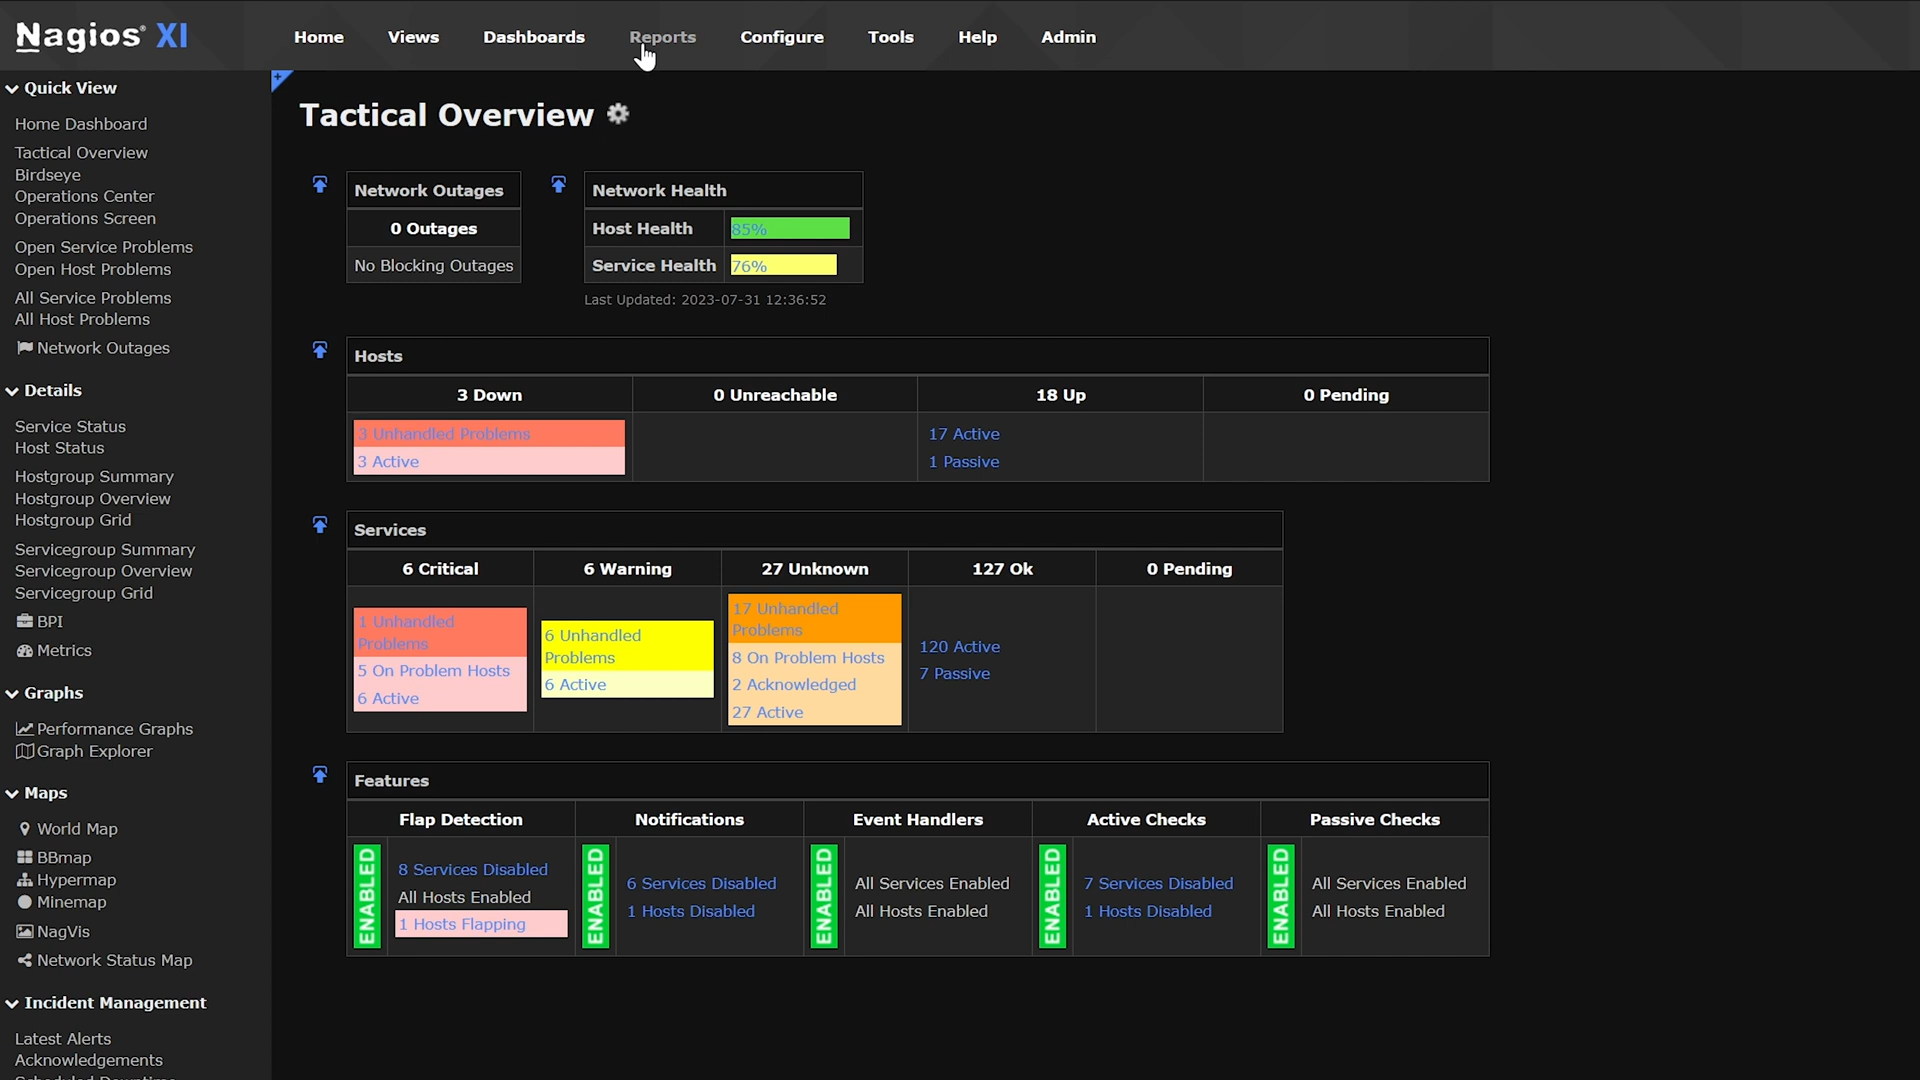 Nagios® XI
Home Views Dashboards Reports Configure Tools Help Admin
Quick View
Home Dashboard
Tactical Overview
Birdseye
Operations Center
Operations Screen
Open Service Problems
Open Host Problems
All Service Problems
All Host Problems
Network Outages
Details
Service Status
Host Status
Hostgroup Summary
Hostgroup Overview
Hostgroup Grid
Servicegroup Summary
Servicegroup Overview
Servicegroup Grid
BPI
Metrics
Graphs
Performance Graphs
Graph Explorer
Maps
World Map
BBmap
Hypermap
Minemap
NagVis
Network Status Map
Incident Management
Latest Alerts
Acknowledgements
Tactical Overview
Network Outages
0 Outages
No Blocking Outages
Network Health
Host Health 85%
Service Health 76%
Last Updated: 2023-07-31 12:36:52
Hosts
3 Down 0 Unreachable 18 Up 0 Pending
3 Unhandled Problems 17 Active
3 Active 1 Passive
Services
6 Critical 6 Warning 27 Unknown 127 Ok 0 Pending
1 Unhandled
Problems
5 On Problem Hosts
6 Active
6 Unhandled
Problems
6 Active
17 Unhandled
Problems
8 On Problem Hosts
2 Acknowledged
27 Active
120 Active
7 Passive
Features
Flap Detection Notifications Event Handlers Active Checks Passive Checks
ENABLED
8 Services Disabled
All Hosts Enabled
1 Hosts Flapping
ENABLED
6 Services Disabled
1 Hosts Disabled
ENABLED
All Services Enabled
All Hosts Enabled
ENABLED
7 Services Disabled
1 Hosts Disabled
ENABLED
All Services Enabled
All Hosts Enabled